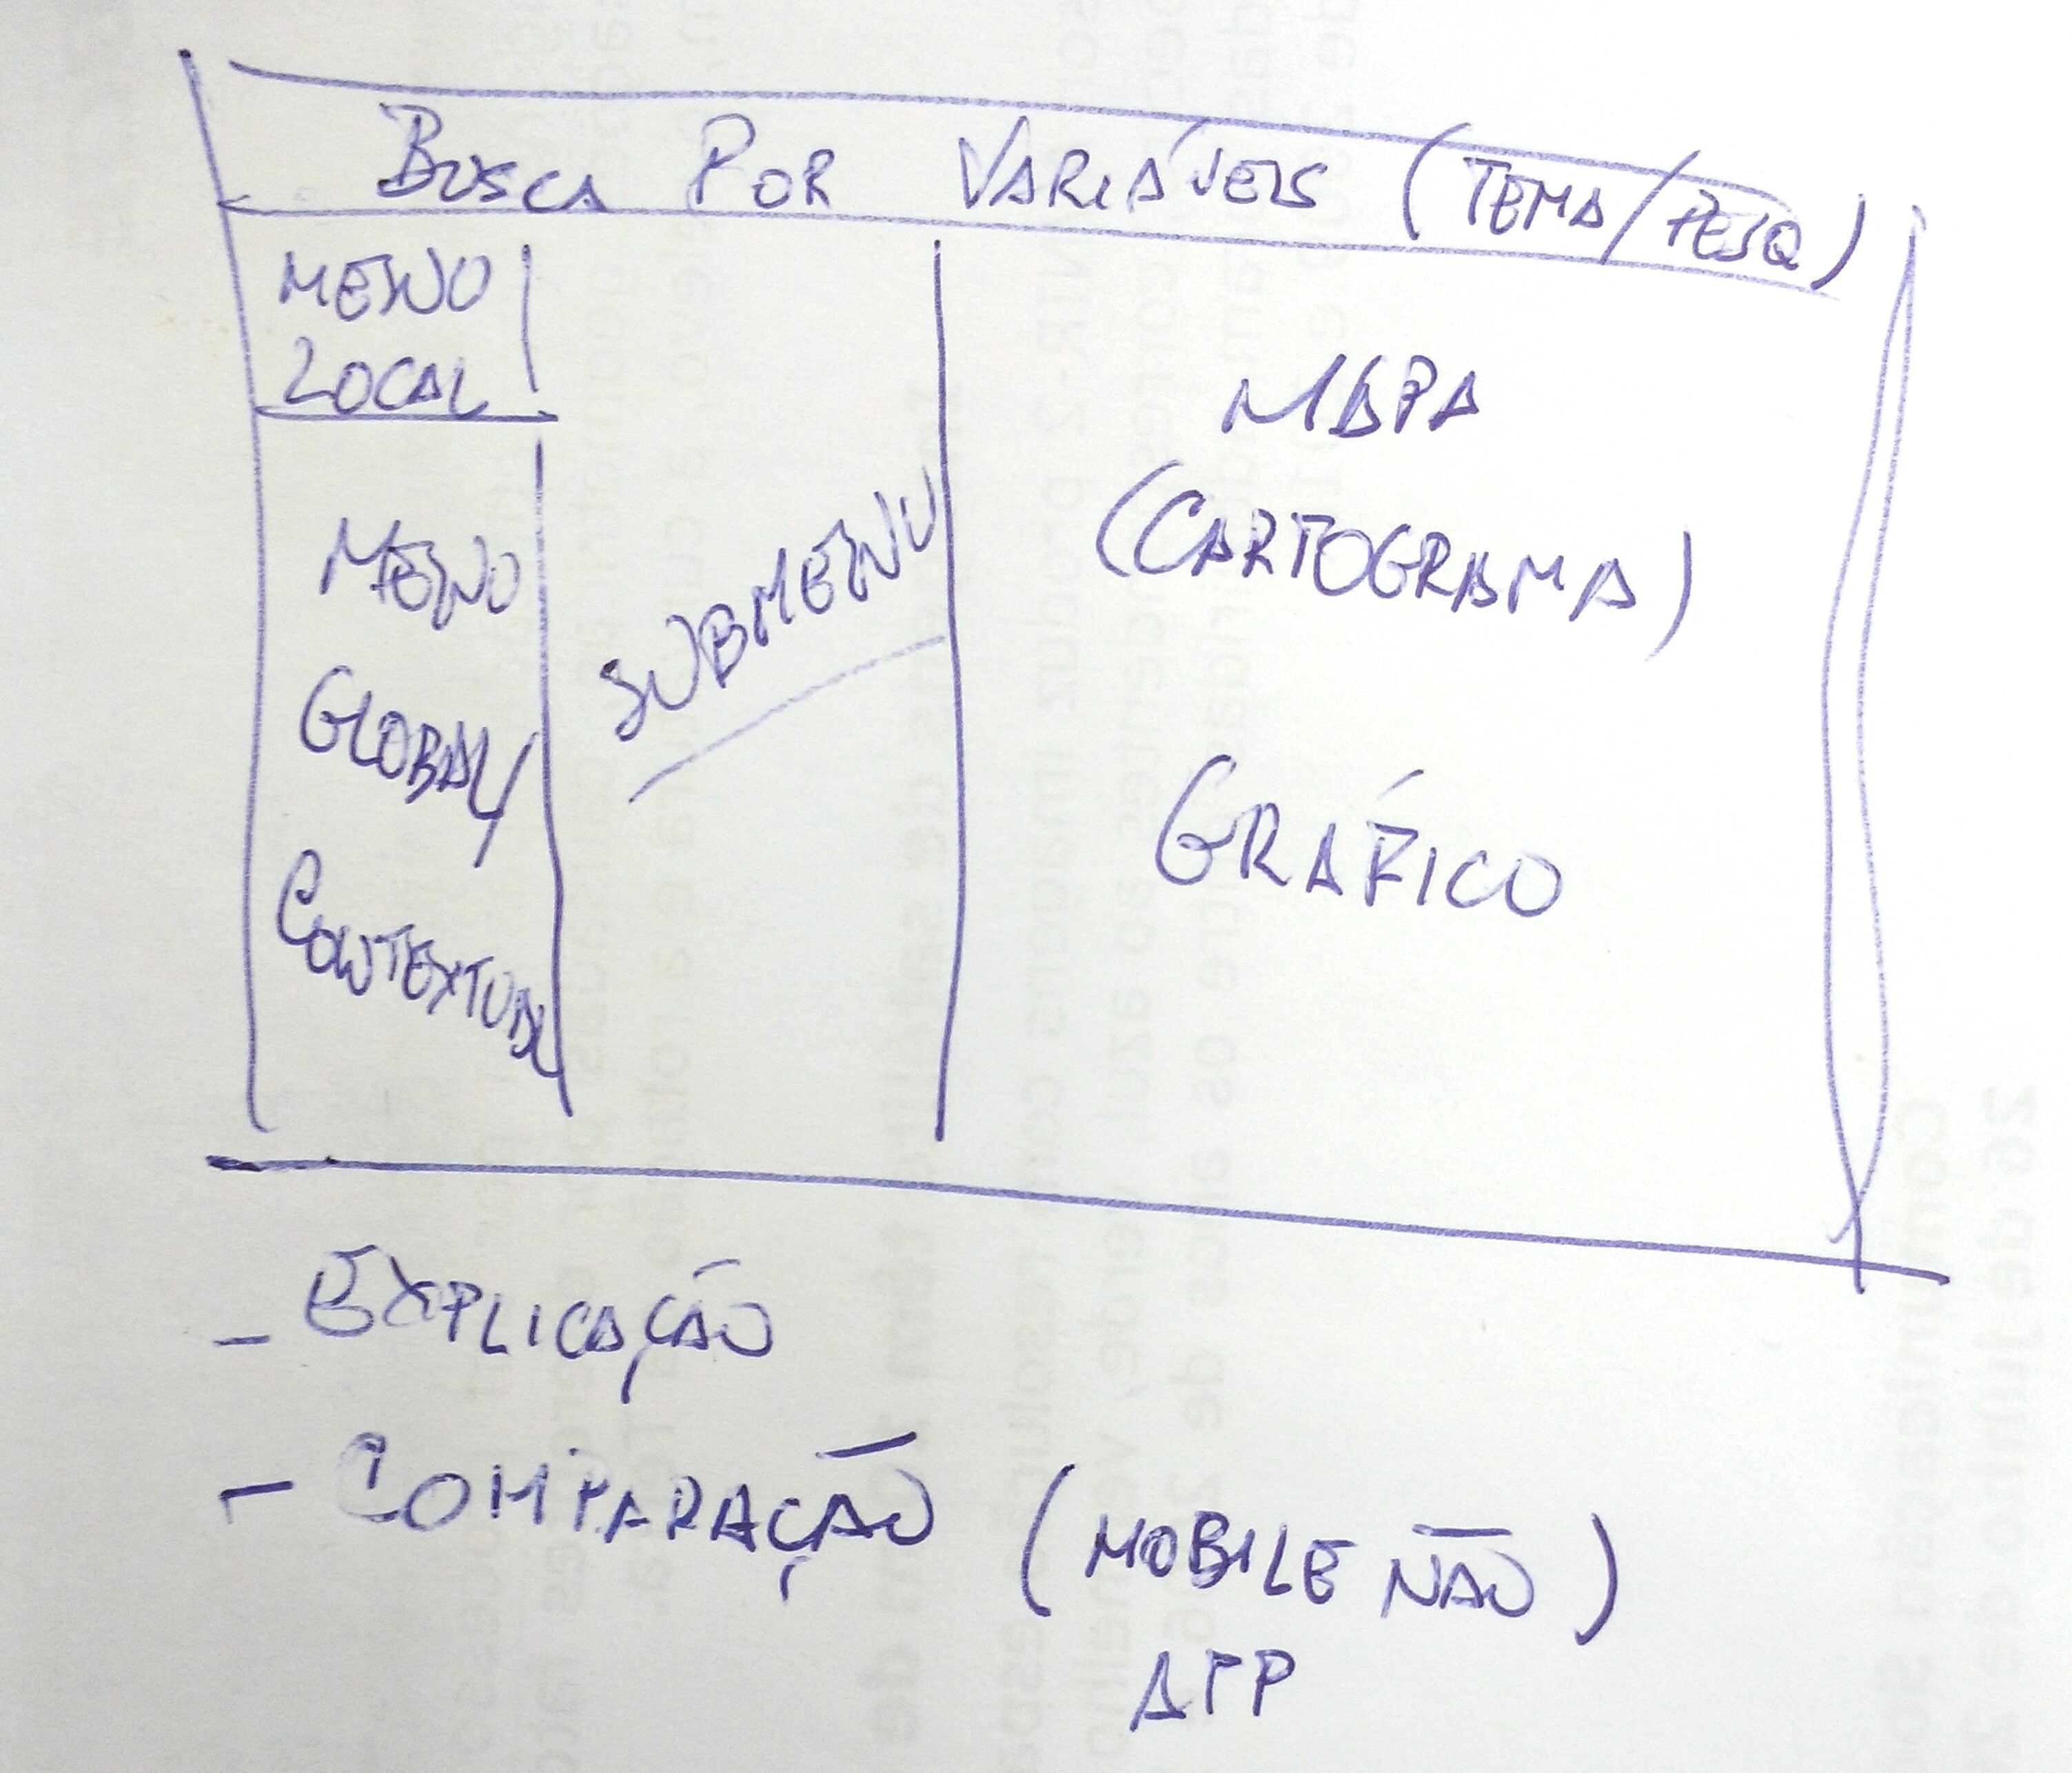 BUSCA POR VARIÁVEIS (TEMA/PESQ)
MENU
LOCAL
MENU
GLOBAL/
CONTEXTUAL
SUBMENU
MAPA
(CARTOGRAMA)
GRÁFICO
- EXPLICAÇÃO
- COMPARAÇÃO (MOBILE NÃO)
APP